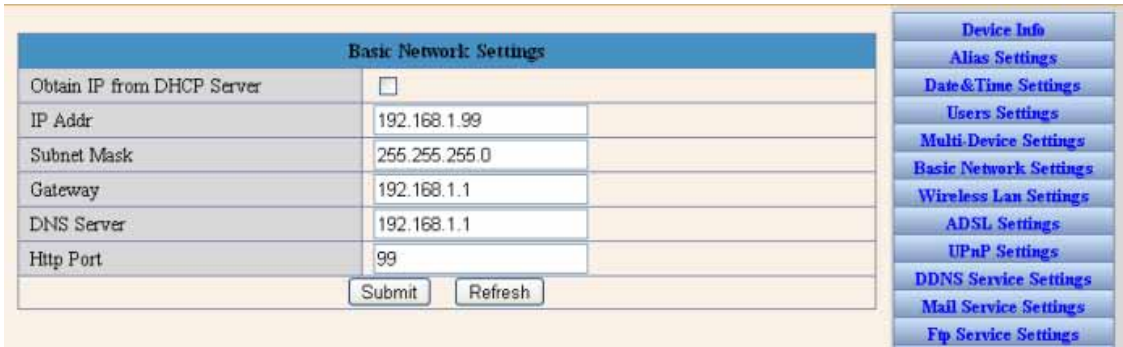 Basic Network Settings
Obtain IP from DHCP Server
IP Addr 192.168.1.99
Subnet Mask 255.255.255.0
Gateway 192.168.1.1
DNS Server 192.168.1.1
Http Port 99
Submit Refresh
Device Info
Alias Settings
Date&Time Settings
Users Settings
Multi-Device Settings
Basic Network Settings
Wireless Lan Settings
ADSL Settings
UPnP Settings
DDNS Service Settings
Mail Service Settings
Ftp Service Settings